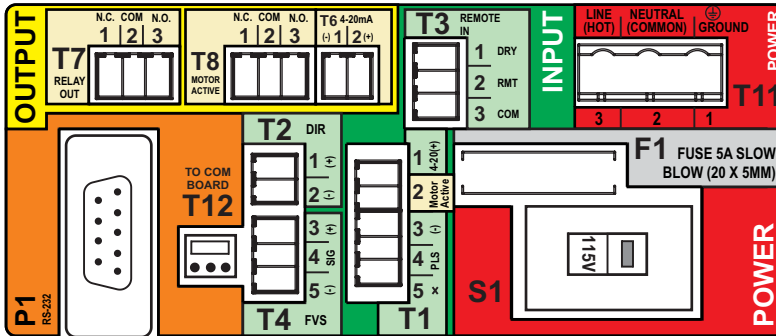 OUTPUT
N.C. COM N.O.
1 2 3
T7
RELAY
OUT
N.C. COM N.O.
1 2 3
T8
MOTOR
ACTIVE
T6 4-20mA
(-) 1 2 (+)
T3 REMOTE
IN
1 DRY
2 RMT
3 COM
INPUT
LINE
(HOT)
NEUTRAL
(COMMON)
GROUND
POWER
T11
3 2 1
P1
RS-232
TO COM
BOARD
T12
T2 DIR
1 (+)
2 (-)
3 (+)
4 SIG
5 (-)
T4 FVS
1 4-20(+)
2 Motor
Active
3 (-)
4 PLS
5 x
T1
F1 FUSE 5A SLOW
BLOW (20 X 5MM)
S1
115V
POWER